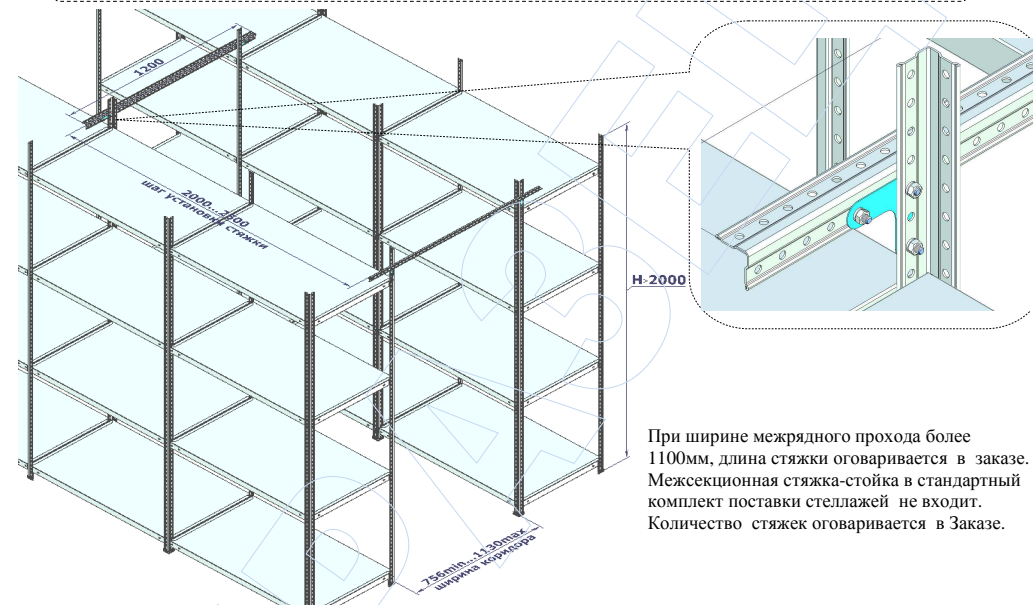 1200
2000...2500
шаг установки стяжки
H>2000
756min...1130max
ширина коридора
При ширине межрядного прохода более
1100мм, длина стяжки оговаривается в заказе.
Межсекционная стяжка-стойка в стандартный
комплект поставки стеллажей не входит.
Количество стяжек оговаривается в Заказе.